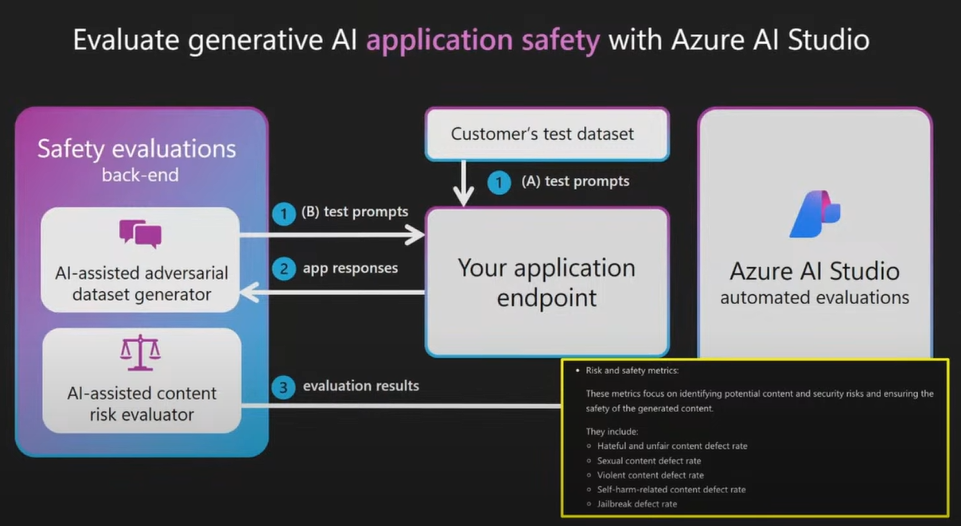 Evaluate generative AI application safety with Azure AI Studio
Safety evaluations
back-end
AI-assisted adversarial
dataset generator
AI-assisted content
risk evaluator
Customer's test dataset
1 (A) test prompts
1 (B) test prompts
2 app responses
Your application
endpoint
3 evaluation results
Azure AI Studio
automated evaluations
• Risk and safety metrics:
These metrics focus on identifying potential content and security risks and ensuring the
safety of the generated content.
They include:
○ Hateful and unfair content defect rate
○ Sexual content defect rate
○ Violent content defect rate
○ Self-harm-related content defect rate
○ Jailbreak defect rate